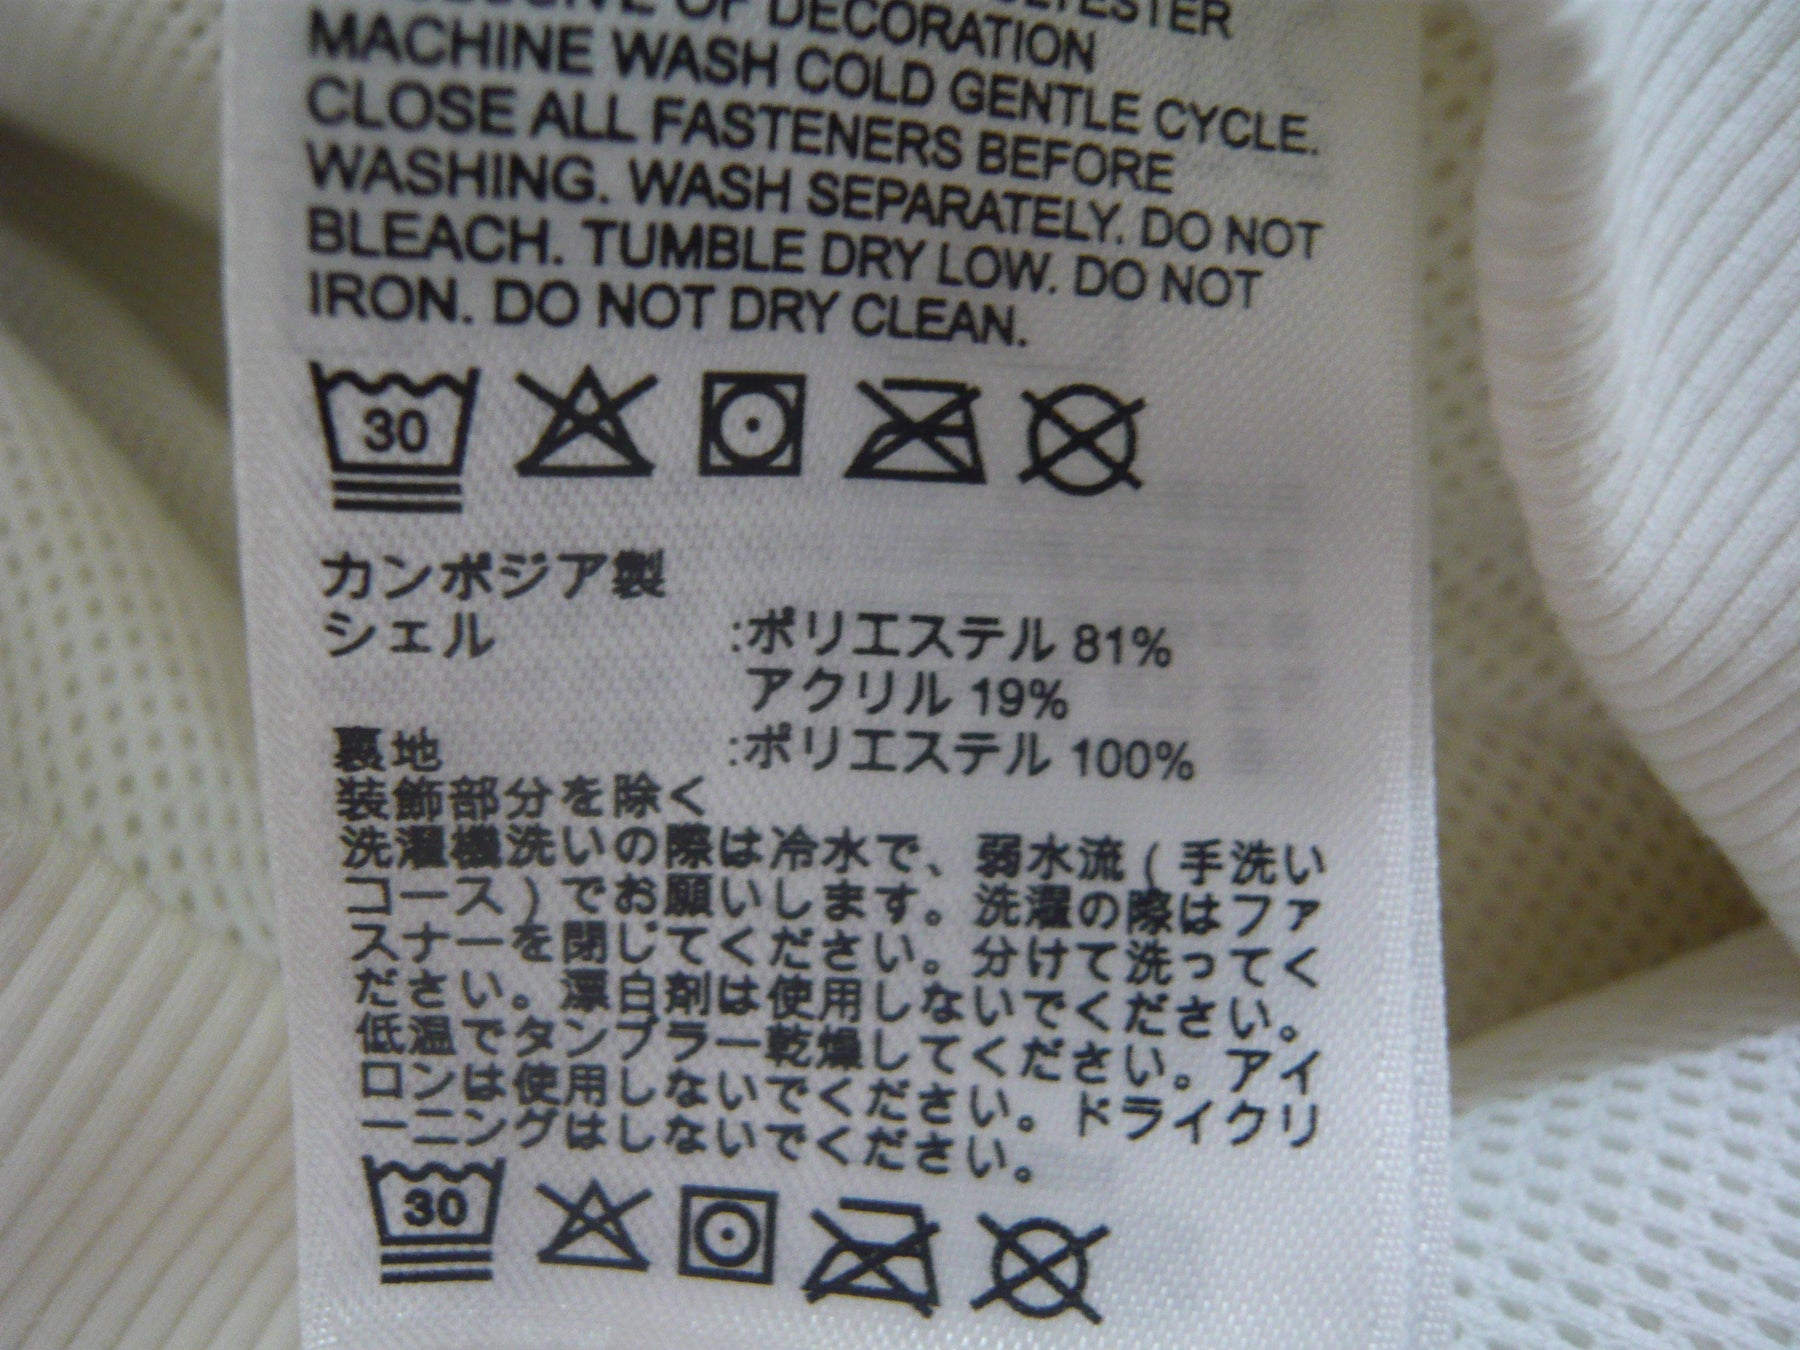 OF DECORATION
MACHINE WASH COLD GENTLE CYCLE.
CLOSE ALL FASTENERS BEFORE
WASHING. WASH SEPARATELY. DO NOT
BLEACH. TUMBLE DRY LOW. DO NOT
IRON. DO NOT DRY CLEAN.
30
カンボジア製
シェル :ポリエステル 81%
アクリル 19%
裏地 :ポリエステル 100%
装飾部分を除く
洗濯機洗いの際は冷水で、弱水流(手洗い
コース)でお願いします。洗濯の際はファ
スナーを閉じてください。分けて洗ってく
ださい。漂白剤は使用しないでください。
低温でタンブラー乾燥してください。アイ
ロンは使用しないでください。ドライクリ
ーニングはしないでください。
30